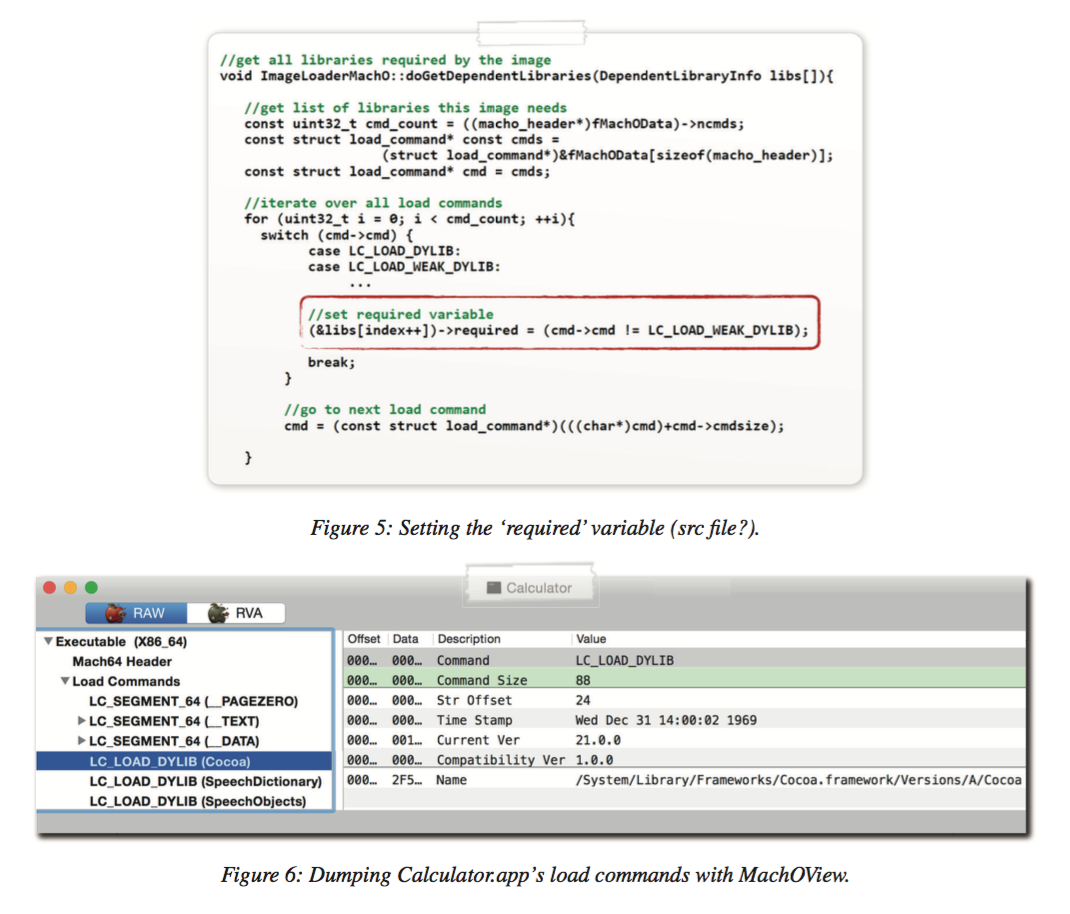 //get all libraries required by the image
void ImageLoaderMachO::doGetDependentLibraries(DependentLibraryInfo libs[]){
//get list of libraries this image needs
const uint32_t cmd_count = ((macho_header*)fMachOData)->ncmds;
const struct load_command* const cmds =
(struct load_command*)&fMachOData[sizeof(macho_header)];
const struct load_command* cmd = cmds;
//iterate over all load commands
for (uint32_t i = 0; i < cmd_count; ++i){
switch (cmd->cmd) {
case LC_LOAD_DYLIB:
case LC_LOAD_WEAK_DYLIB:
...
//set required variable
(&libs[index++])->required = (cmd->cmd != LC_LOAD_WEAK_DYLIB);
break;
}
//go to next load command
cmd = (const struct load_command*)(((char*)cmd)+cmd->cmdsize);
}
Figure 5: Setting the ‘required’ variable (src file?).
Calculator
RAW RVA
Executable (X86_64)
Mach64 Header
Load Commands
LC_SEGMENT_64 (__PAGEZERO)
LC_SEGMENT_64 (__TEXT)
LC_SEGMENT_64 (__DATA)
LC_LOAD_DYLIB (Cocoa)
LC_LOAD_DYLIB (SpeechDictionary)
LC_LOAD_DYLIB (SpeechObjects)
Offset Data Description Value
000… 000… Command LC_LOAD_DYLIB
000… 000… Command Size 88
000… 000… Str Offset 24
000… 000… Time Stamp Wed Dec 31 14:00:02 1969
000… 001… Current Ver 21.0.0
000… 000… Compatibility Ver 1.0.0
000… 2F5… Name /System/Library/Frameworks/Cocoa.framework/Versions/A/Cocoa
Figure 6: Dumping Calculator.app’s load commands with MachOView.